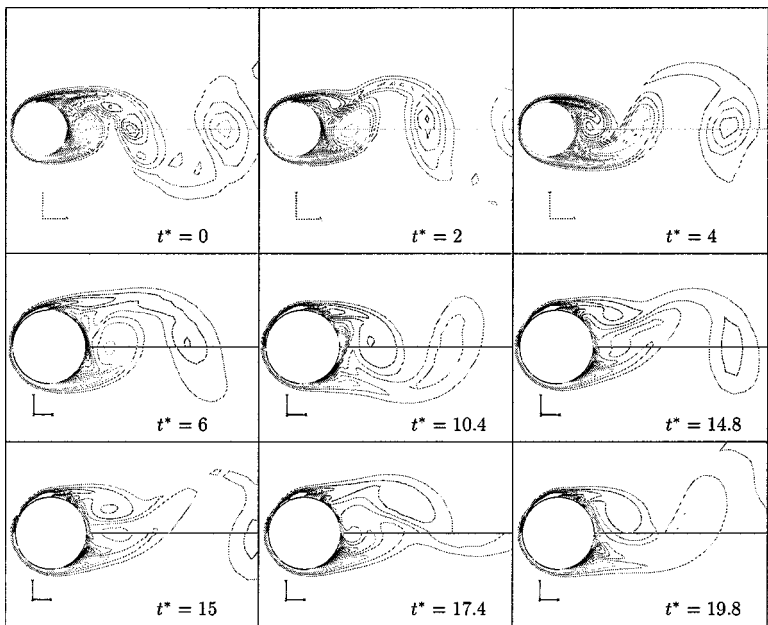 t* = 0
t* = 2
t* = 4
t* = 6
t* = 10.4
t* = 14.8
t* = 15
t* = 17.4
t* = 19.8